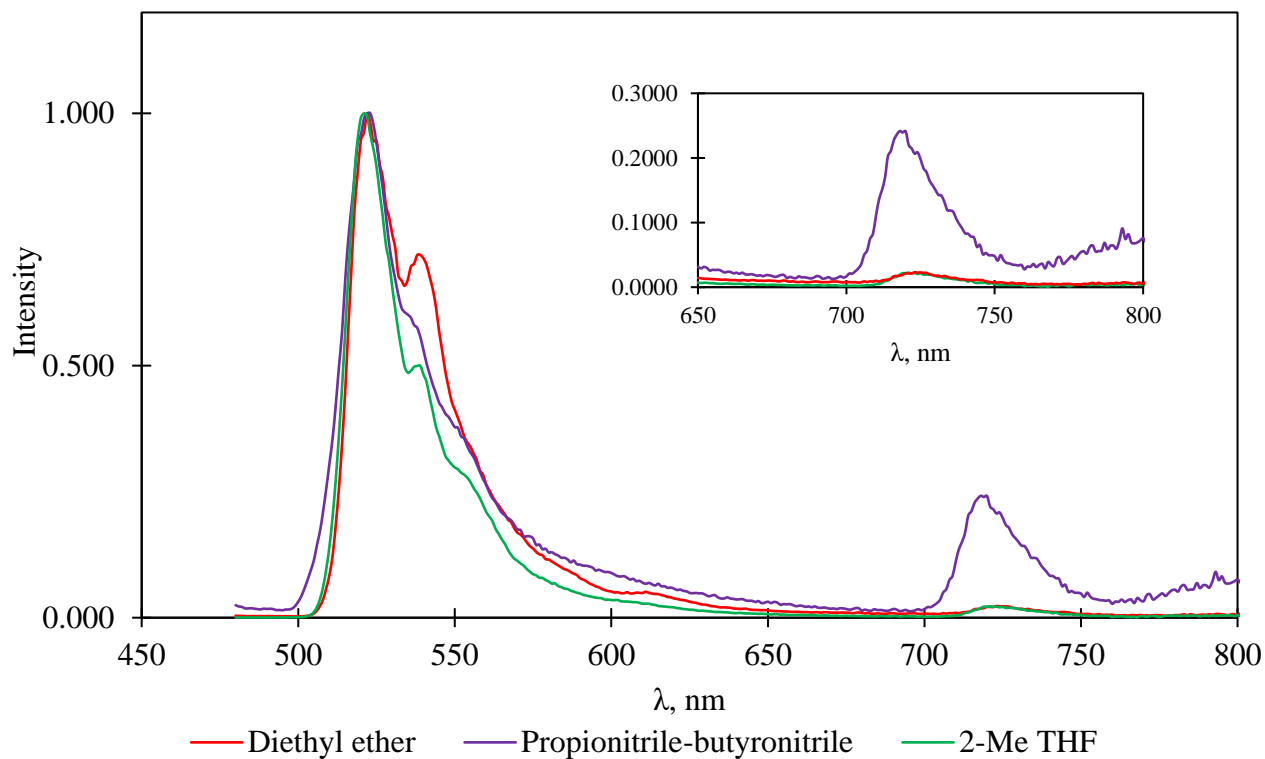 Intensity
1.000
0.500
0.000
450 500 550 600 650 700 750 800
λ, nm
0.3000
0.2000
0.1000
0.0000
650 700 750 800
λ, nm
Diethyl ether Propionitrile-butyronitrile 2-Me THF